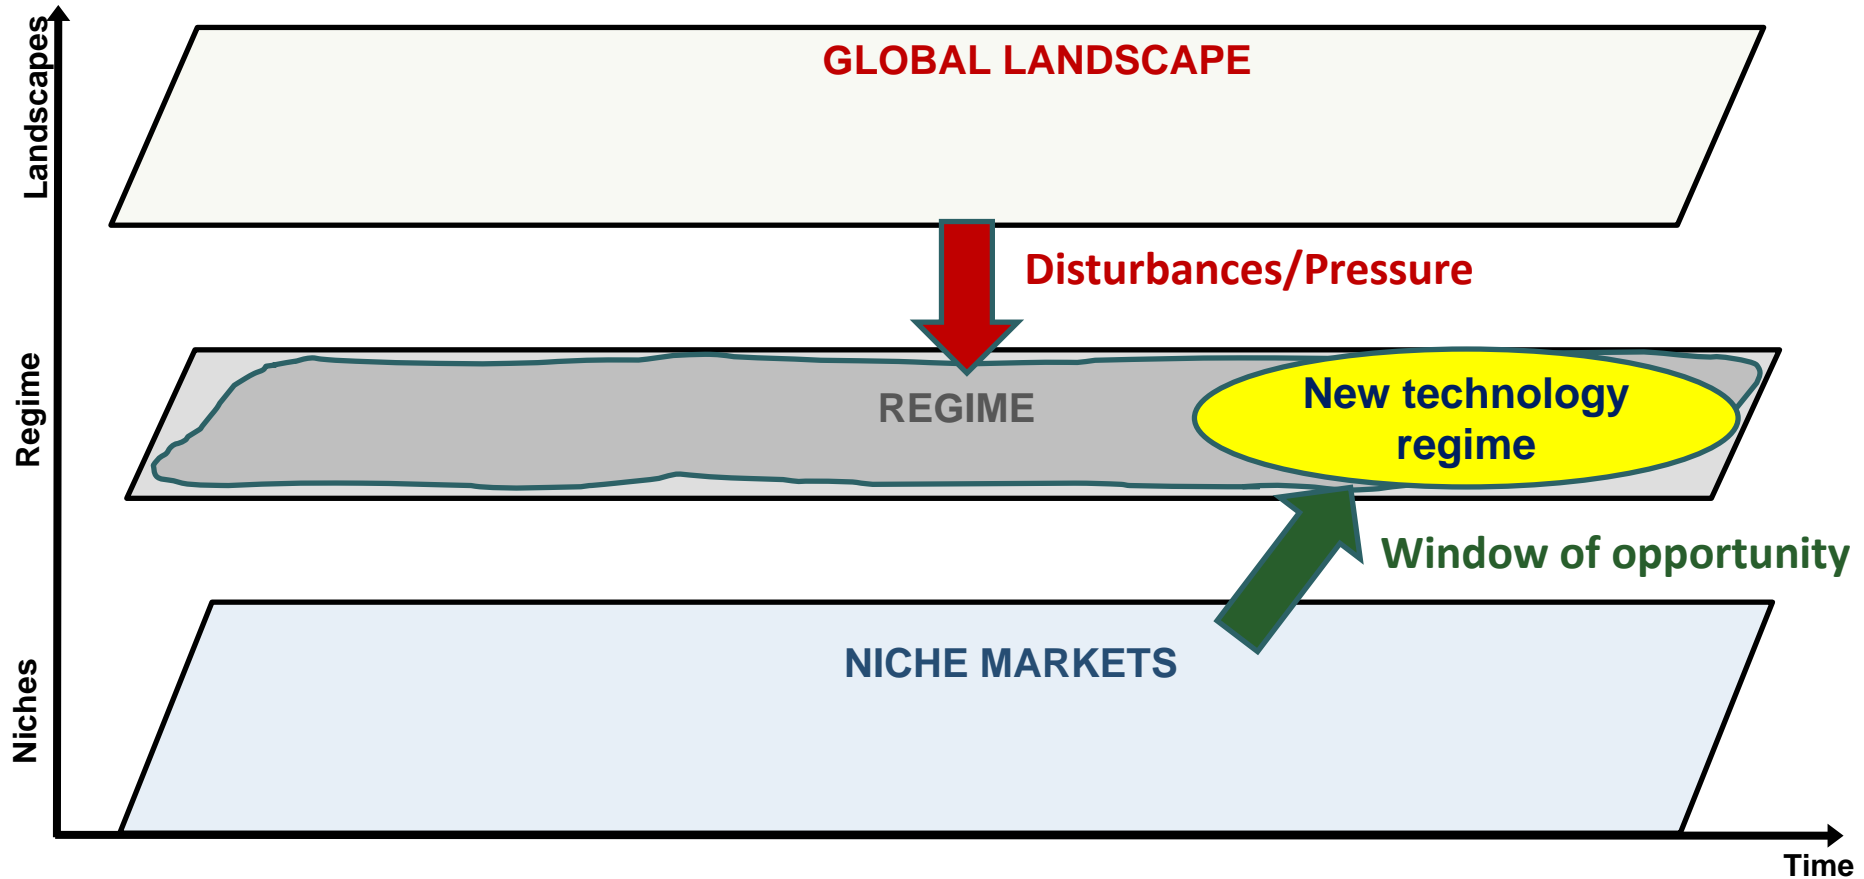 Landscapes
GLOBAL LANDSCAPE
Disturbances/Pressure
Regime
REGIME
New technology
regime
Window of opportunity
Niches
NICHE MARKETS
Time